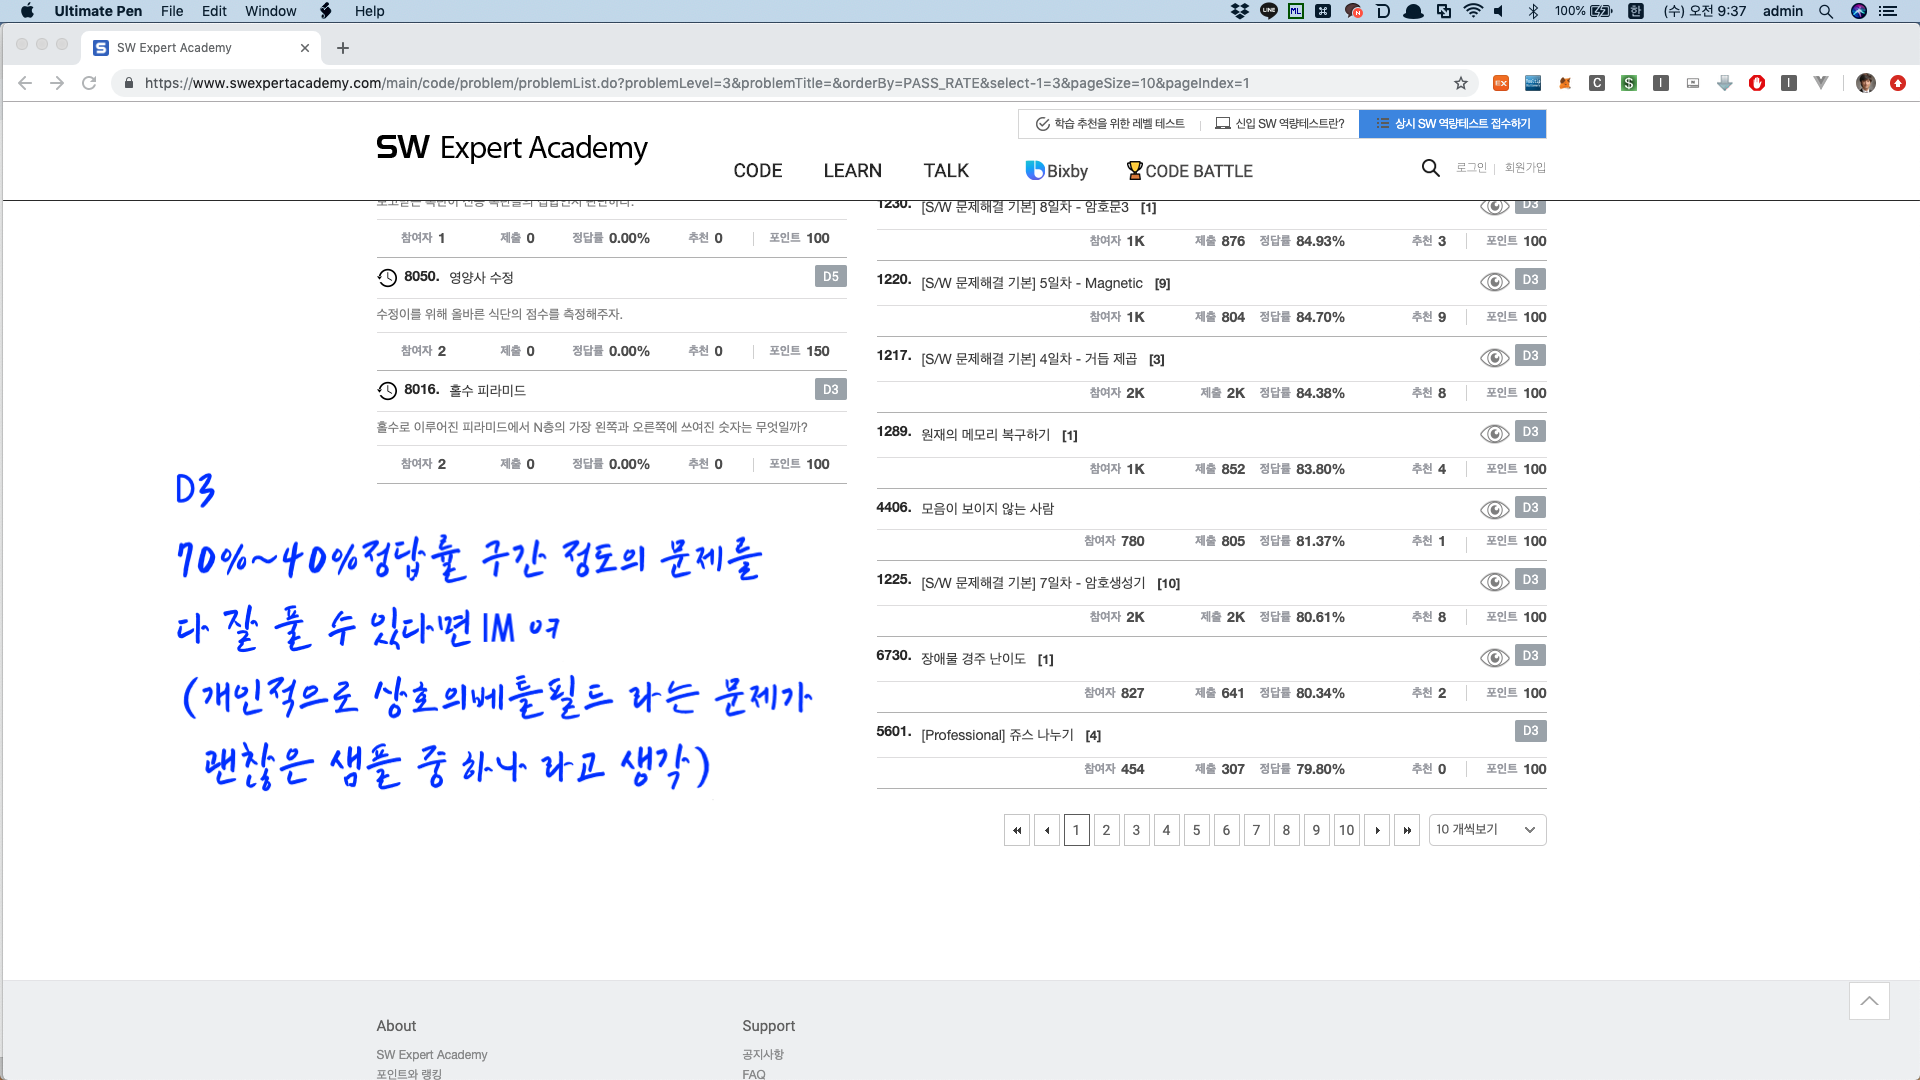 Ultimate Pen File Edit Window Help
100% 한 (수) 오전 9:37 admin
SW Expert Academy
https://www.swexpertacademy.com/main/code/problem/problemList.do?problemLevel=3&problemTitle=&orderBy=PASS_RATE&select-1=3&pageSize=10&pageIndex=1
학습 추천을 위한 레벨 테스트 | 신입 SW 역량테스트란? 상시 SW 역량테스트 접수하기
SW Expert Academy
CODE LEARN TALK Bixby CODE BATTLE 로그인 | 회원가입
참여자 1 제출 0 정답률 0.00% 추천 0 포인트 100
8050. 영양사 수정 D5
수정이를 위해 올바른 식단의 점수를 측정해주자.
참여자 2 제출 0 정답률 0.00% 추천 0 포인트 150
8016. 홀수 피라미드 D3
홀수로 이루어진 피라미드에서 N층의 가장 왼쪽과 오른쪽에 쓰여진 숫자는 무엇일까?
참여자 2 제출 0 정답률 0.00% 추천 0 포인트 100
D3
70%~40%정답률 구간 정도의 문제를
다 잘 풀 수 있다면 IM
(개인적으로 상호의배틀필드 라는 문제가
괜찮은 샘플 중 하나 라고 생각)
1230. [S/W 문제해결 기본] 8일차 - 암호문3 [1] D3
참여자 1K 제출 876 정답률 84.93% 추천 3 포인트 100
1220. [S/W 문제해결 기본] 5일차 - Magnetic [9] D3
참여자 1K 제출 804 정답률 84.70% 추천 9 포인트 100
1217. [S/W 문제해결 기본] 4일차 - 거듭 제곱 [3] D3
참여자 2K 제출 2K 정답률 84.38% 추천 8 포인트 100
1289. 원재의 메모리 복구하기 [1] D3
참여자 1K 제출 852 정답률 83.80% 추천 4 포인트 100
4406. 모음이 보이지 않는 사람 D3
참여자 780 제출 805 정답률 81.37% 추천 1 포인트 100
1225. [S/W 문제해결 기본] 7일차 - 암호생성기 [10] D3
참여자 2K 제출 2K 정답률 80.61% 추천 8 포인트 100
6730. 장애물 경주 난이도 [1] D3
참여자 827 제출 641 정답률 80.34% 추천 2 포인트 100
5601. [Professional] 쥬스 나누기 [4] D3
참여자 454 제출 307 정답률 79.80% 추천 0 포인트 100
1 2 3 4 5 6 7 8 9 10 10 개씩보기
About Support
SW Expert Academy 공지사항
포인트와 랭킹 FAQ